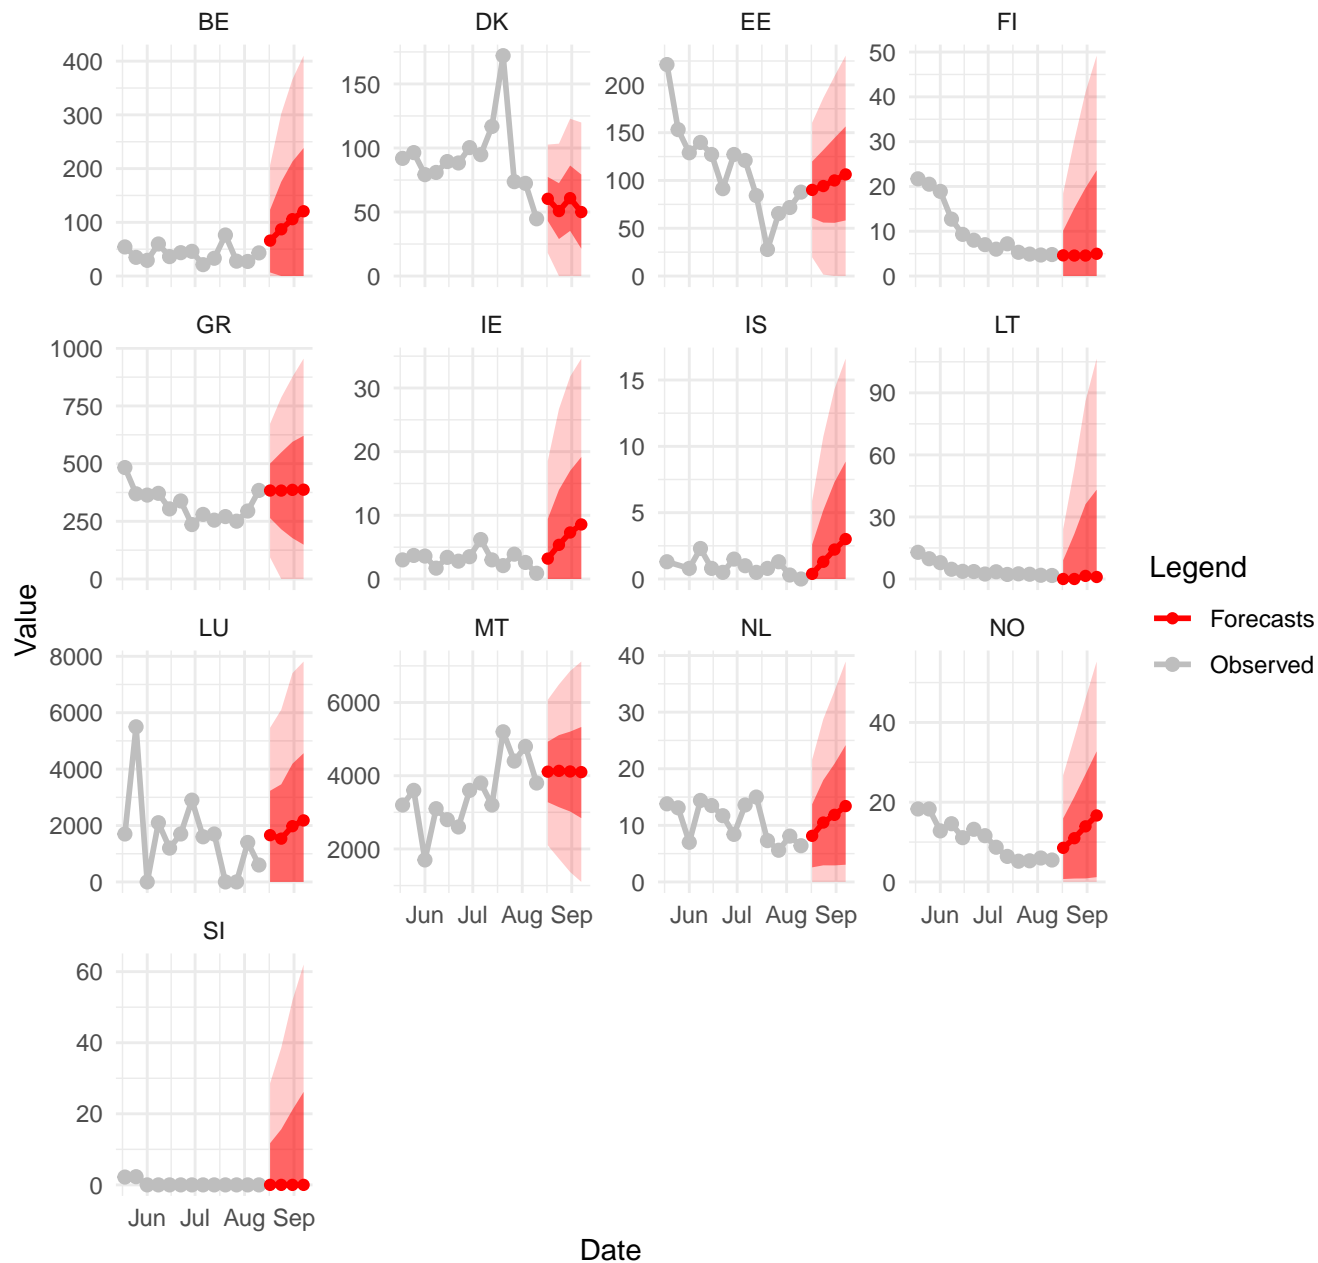 BE
DK
EE
FI
400
300
200
100
0
150
100
50
0
200
150
100
50
0
50
40
30
20
10
0
GR
IE
IS
LT
1000
750
500
250
0
30
20
10
0
15
10
5
0
90
60
30
0
LU
MT
NL
NO
8000
6000
4000
2000
0
6000
4000
2000
40
30
20
10
0
40
20
0
Jun Jul Aug Sep
Jun Jul Aug Sep
Jun Jul Aug Sep
SI
60
40
20
0
Jun Jul Aug Sep
Value
Date
Legend
Forecasts
Observed